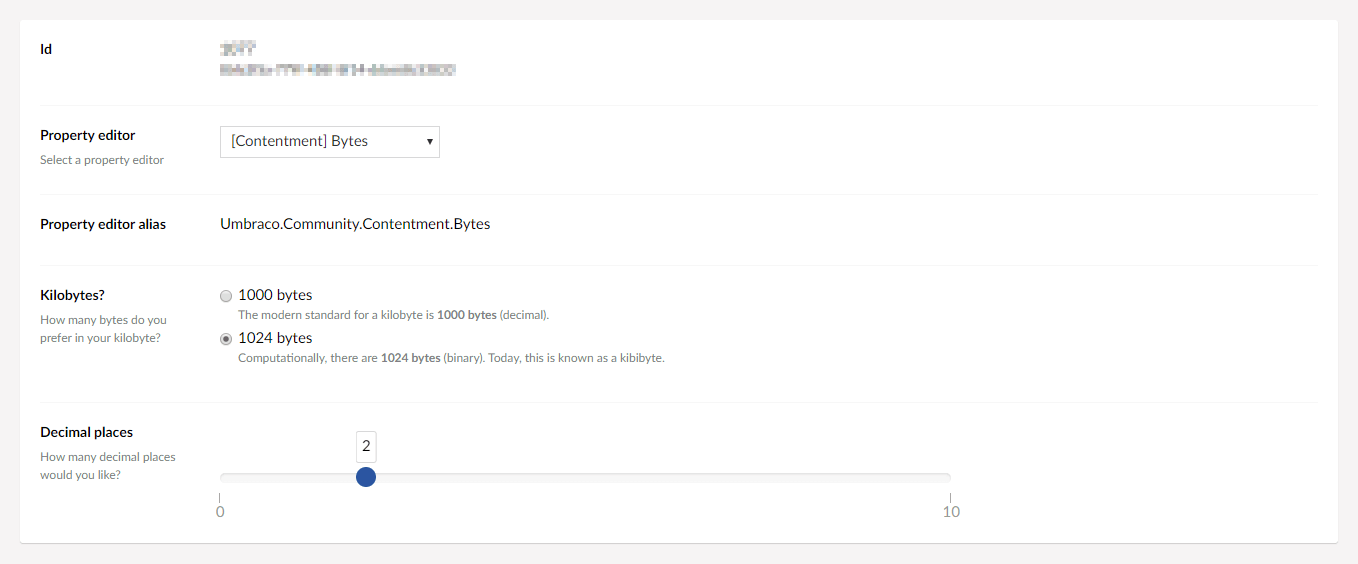 Id
Property editor
[Contentment] Bytes
Select a property editor
Property editor alias
Umbraco.Community.Contentment.Bytes
Kilobytes?
1000 bytes
How many bytes do you
The modern standard for a kilobyte is 1000 bytes (decimal).
prefer in your kilobyte?
1024 bytes
Computationally, there are 1024 bytes (binary). Today, this is known as a kibibyte.
Decimal places
2
How many decimal places
would you like?
0
10